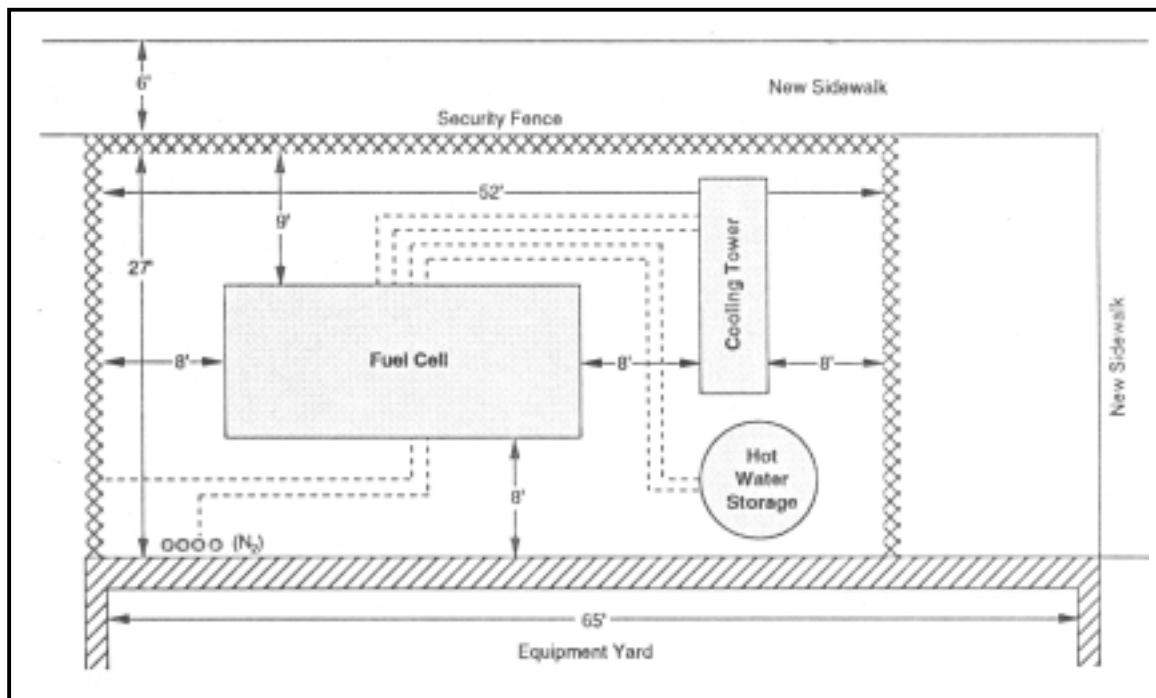 6'
New Sidewalk
Security Fence
52'
9'
27'
Cooling Tower
New Sidewalk
Fuel Cell
8'
8'
8'
Hot
Water
Storage
8'
(N₂)
65'
Equipment Yard